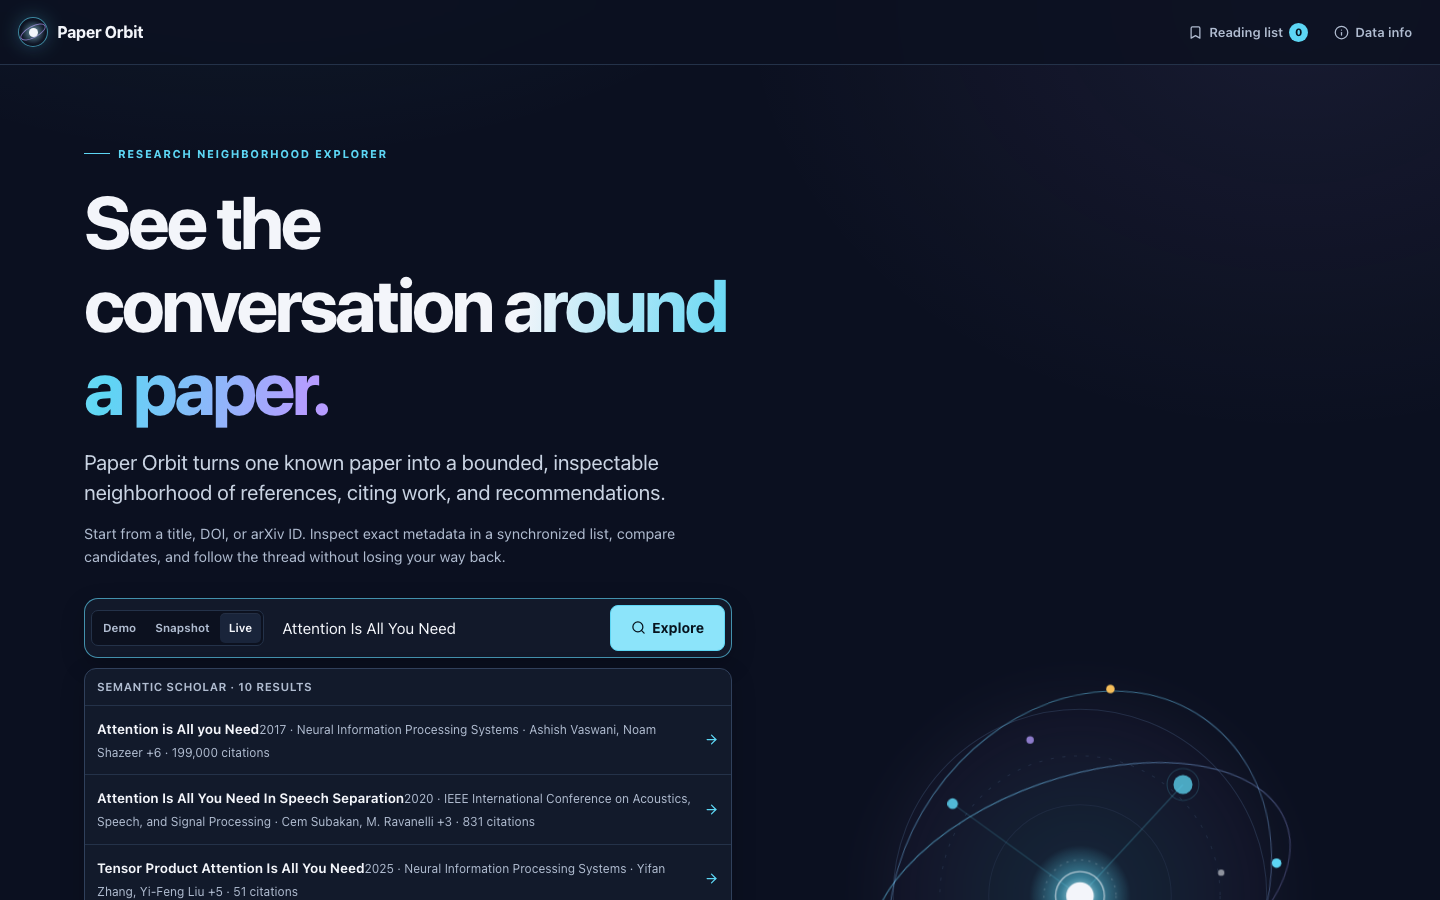 Paper Orbit
Reading list 0
Data info
RESEARCH NEIGHBORHOOD EXPLORER
See the
conversation around
a paper.
Paper Orbit turns one known paper into a bounded, inspectable
neighborhood of references, citing work, and recommendations.
Start from a title, DOI, or arXiv ID. Inspect exact metadata in a synchronized list, compare
candidates, and follow the thread without losing your way back.
Demo Snapshot Live Attention Is All You Need Explore
SEMANTIC SCHOLAR · 10 RESULTS
Attention is All you Need2017 · Neural Information Processing Systems · Ashish Vaswani, Noam
Shazeer +6 · 199,000 citations
Attention Is All You Need In Speech Separation2020 · IEEE International Conference on Acoustics,
Speech, and Signal Processing · Cem Subakan, M. Ravanelli +3 · 831 citations
Tensor Product Attention Is All You Need2025 · Neural Information Processing Systems · Yifan
Zhang, Yi-Feng Liu +5 · 51 citations